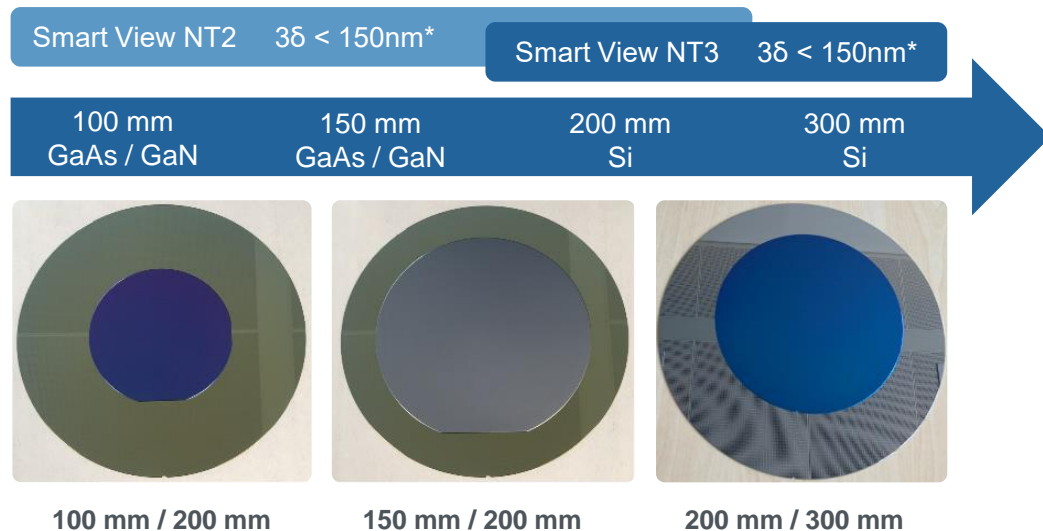 Smart View NT2 3δ < 150nm*
Smart View NT3 3δ < 150nm*
100 mm
GaAs / GaN
150 mm
GaAs / GaN
200 mm
Si
300 mm
Si
100 mm / 200 mm
150 mm / 200 mm
200 mm / 300 mm